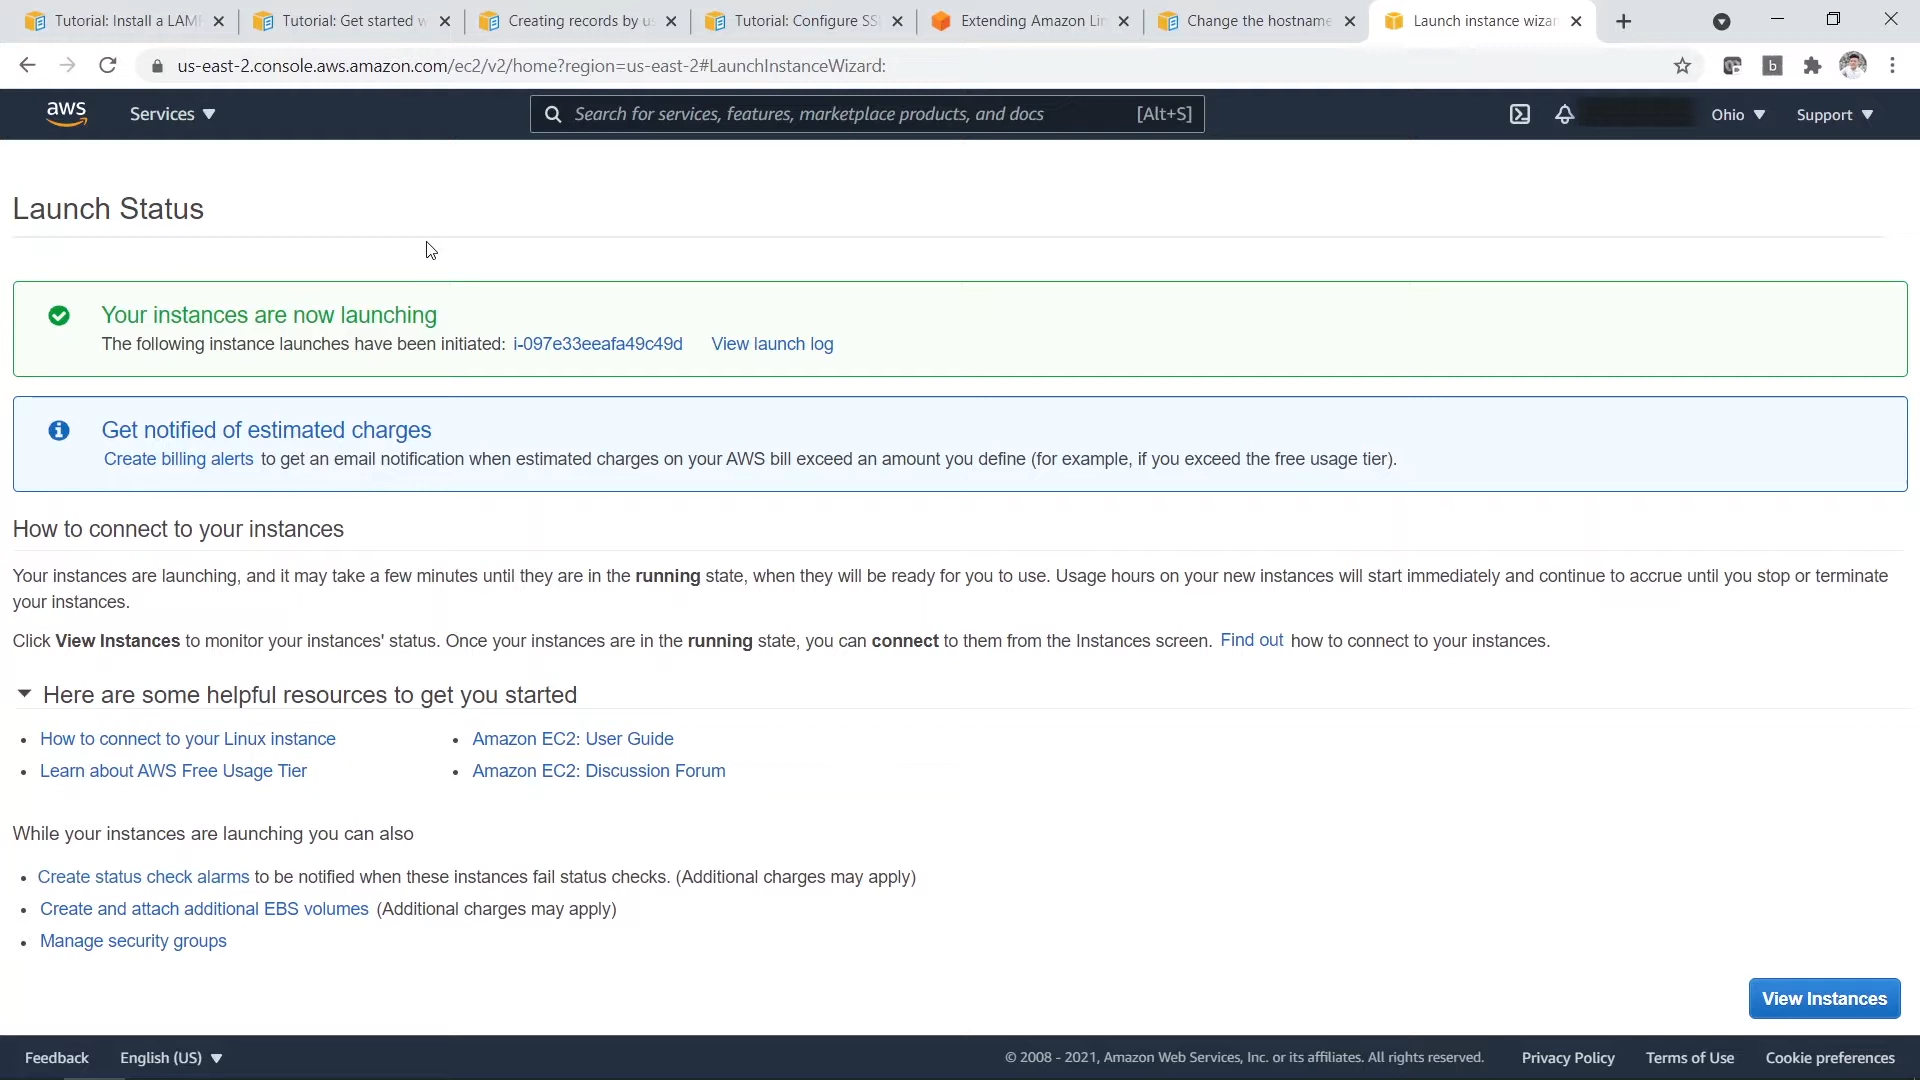 Tutorial: Install a LAMP
Tutorial: Get started w
Creating records by us
Tutorial: Configure SSL
Extending Amazon Lin
Change the hostname
Launch instance wizar
us-east-2.console.aws.amazon.com/ec2/v2/home?region=us-east-2#LaunchInstanceWizard:
b
aws
Services
Search for services, features, marketplace products, and docs [Alt+S]
Ohio
Support
Launch Status
Your instances are now launching
The following instance launches have been initiated: i-097e33eeafa49c49d View launch log
Get notified of estimated charges
Create billing alerts to get an email notification when estimated charges on your AWS bill exceed an amount you define (for example, if you exceed the free usage tier).
How to connect to your instances
Your instances are launching, and it may take a few minutes until they are in the running state, when they will be ready for you to use. Usage hours on your new instances will start immediately and continue to accrue until you stop or terminate
your instances.
Click View Instances to monitor your instances' status. Once your instances are in the running state, you can connect to them from the Instances screen. Find out how to connect to your instances.
Here are some helpful resources to get you started
• How to connect to your Linux instance
• Amazon EC2: User Guide
• Learn about AWS Free Usage Tier
• Amazon EC2: Discussion Forum
While your instances are launching you can also
• Create status check alarms to be notified when these instances fail status checks. (Additional charges may apply)
• Create and attach additional EBS volumes (Additional charges may apply)
• Manage security groups
View Instances
Feedback
English (US)
© 2008 - 2021, Amazon Web Services, Inc. or its affiliates. All rights reserved.
Privacy Policy
Terms of Use
Cookie preferences